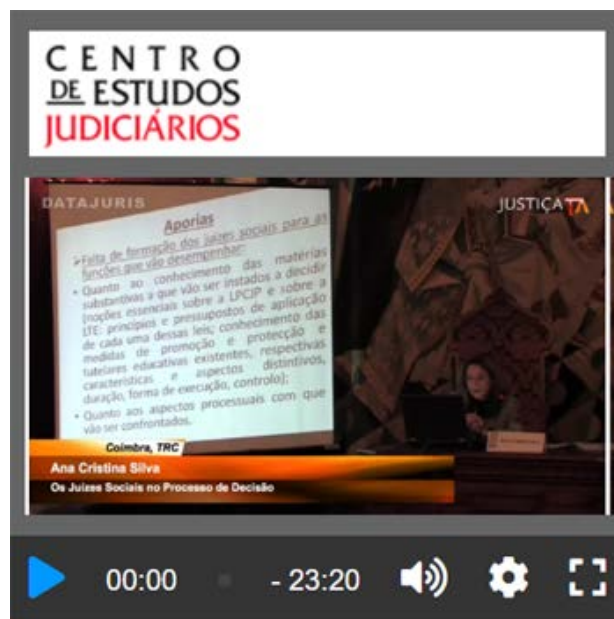 CENTRO
DE ESTUDOS
JUDICIÁRIOS
DATAJURIS
JUSTIÇA TV
Aporias
➢Falta de formação dos juízes sociais para as
funções que vão desempenhar:
• Quanto ao conhecimento das matérias
substantivas a que vão ser instados a decidir
(noções essenciais sobre a LPCJP e sobre a
LTE: princípios e pressupostos de aplicação
de cada uma dessas leis; conhecimento das
medidas de promoção e protecção e
tutelares educativas existentes, respectivas
características e aspectos distintivos,
duração, forma de execução, controlo);
• Quanto aos aspectos processuais com que
vão ser confrontados.
Coimbra, TRC
Ana Cristina Silva
Os Juízes Sociais no Processo de Decisão
00:00
- 23:20